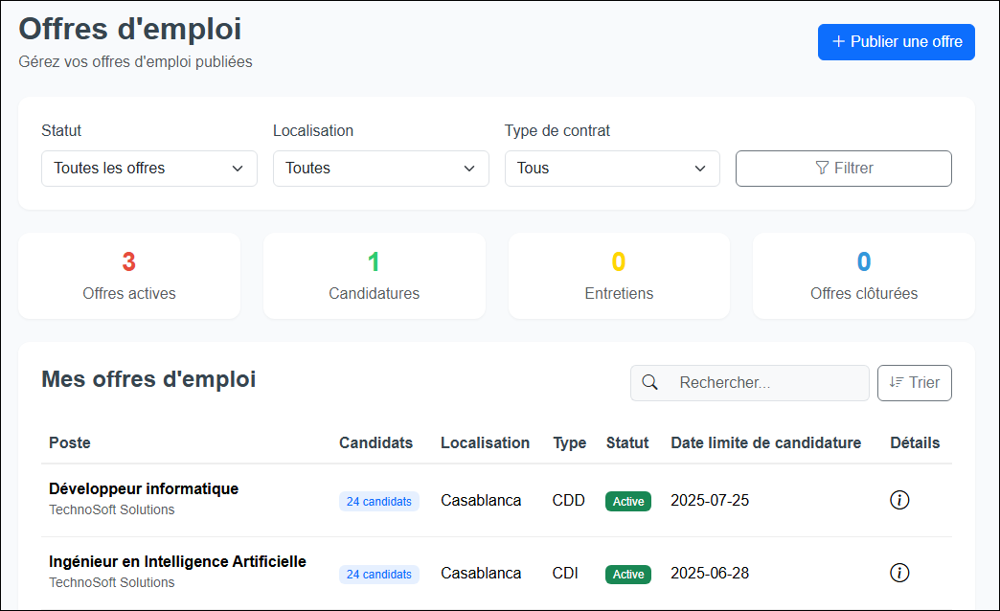 Offres d'emploi
Gérez vos offres d'emploi publiées
+ Publier une offre
Statut Localisation Type de contrat
Toutes les offres Toutes Tous Filtrer
3 1 0 0
Offres actives Candidatures Entretiens Offres clôturées
Mes offres d'emploi Rechercher... Trier
Poste Candidats Localisation Type Statut Date limite de candidature Détails
Développeur informatique
TechnoSoft Solutions
24 candidats Casablanca CDD Active 2025-07-25
Ingénieur en Intelligence Artificielle
TechnoSoft Solutions
24 candidats Casablanca CDI Active 2025-06-28